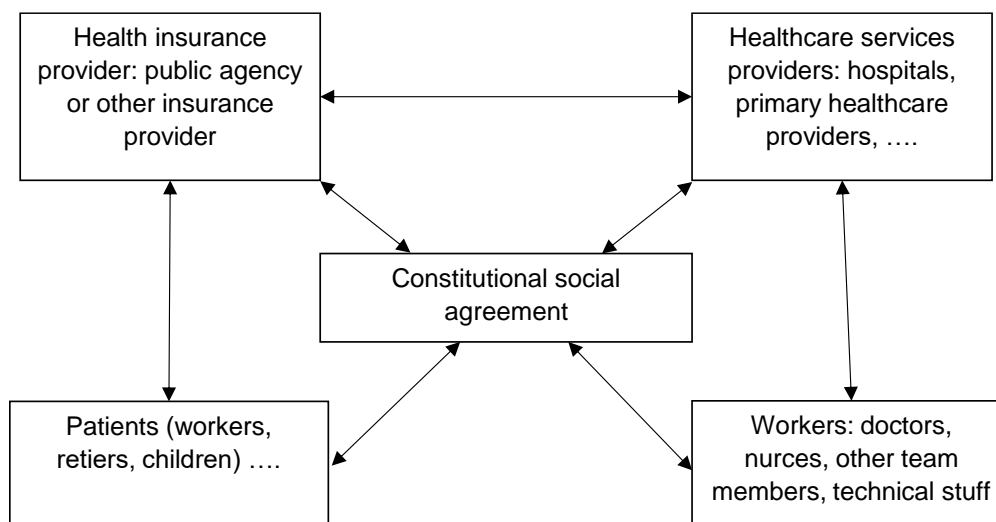 Health insurance
provider: public agency
or other insurance
provider
Healthcare services
providers: hospitals,
primary healthcare
providers, ….
Constitutional social
agreement
Patients (workers,
retiers, children) ….
Workers: doctors,
nurces, other team
members, technical stuff